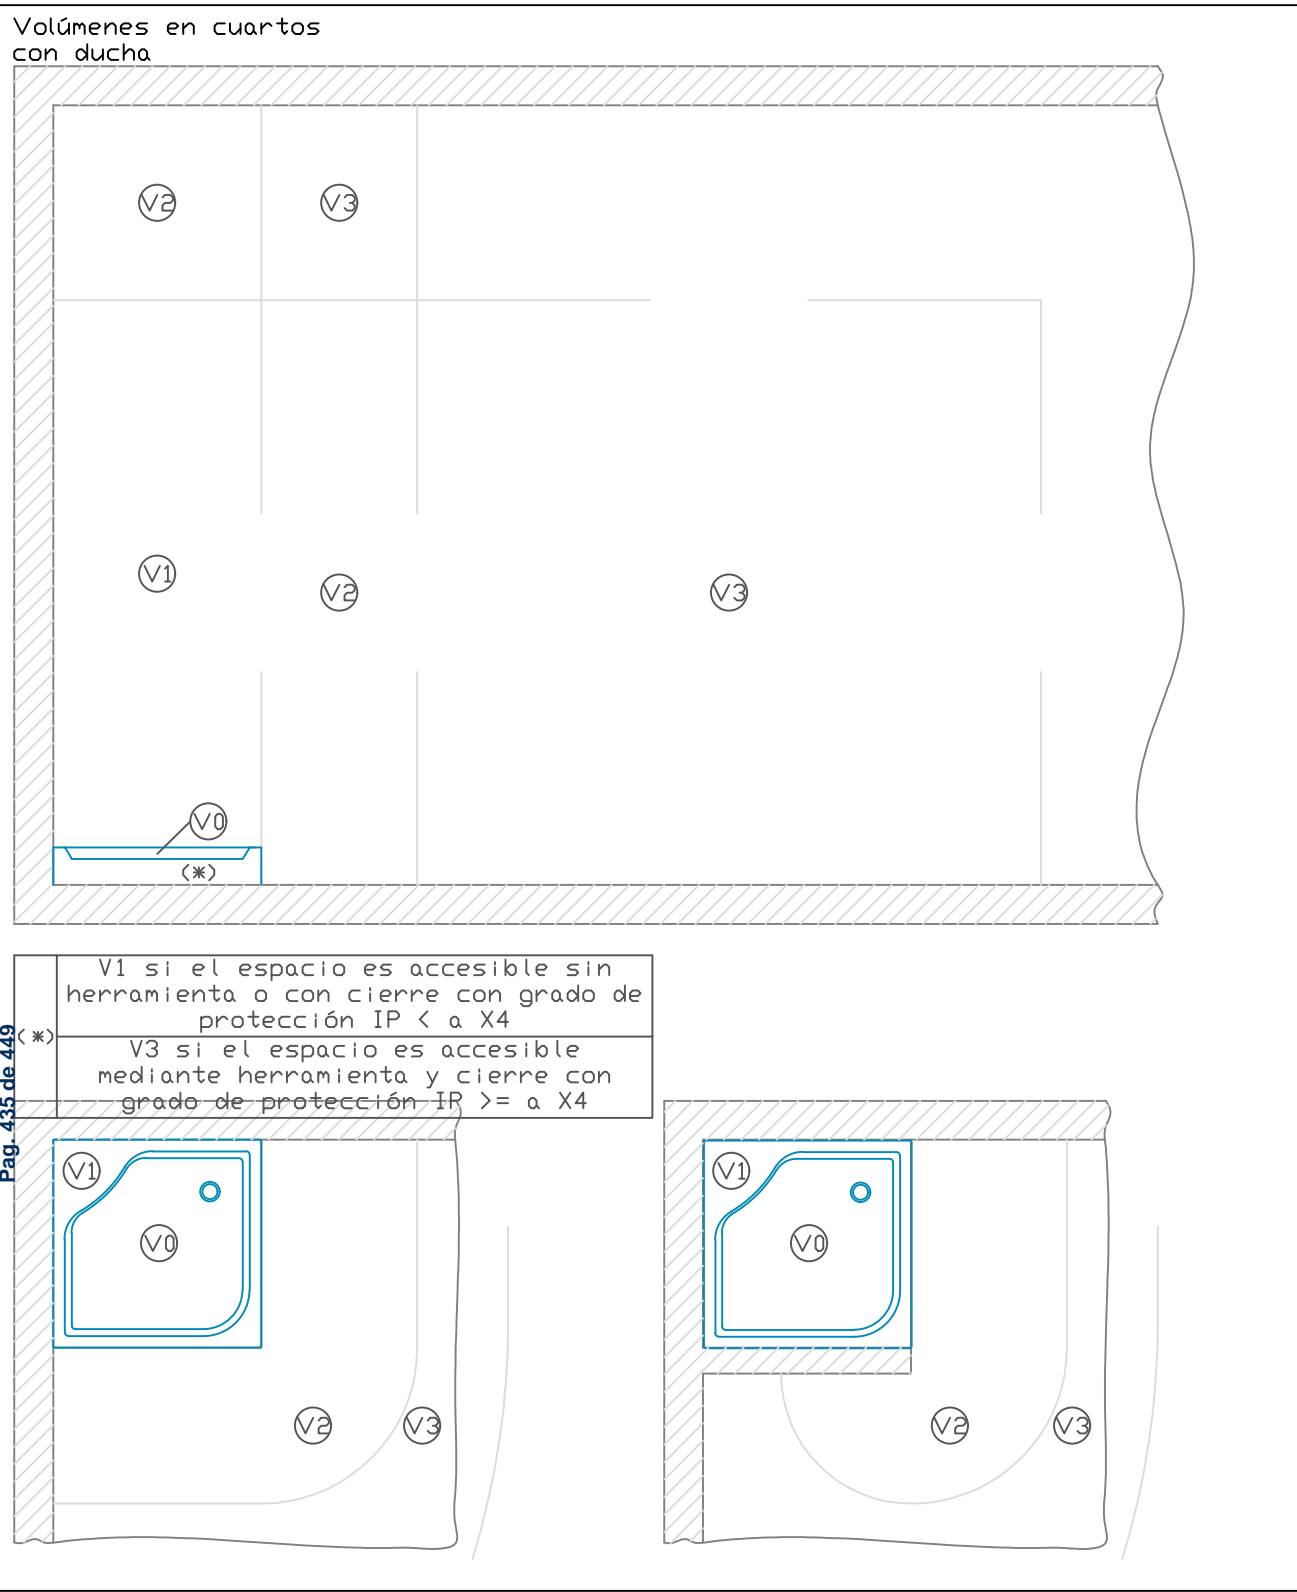 Volúmenes en cuartos
con ducha
V2
V3
V1
V2
V3
V0
(*)
(*)
V1 si el espacio es accesible sin
herramienta o con cierre con grado de
protección IP < a X4
V3 si el espacio es accesible
mediante herramienta y cierre con
grado de protección IR >= a X4
Pag. 435 de 449
V1
V0
V2
V3
V1
V0
V2
V3